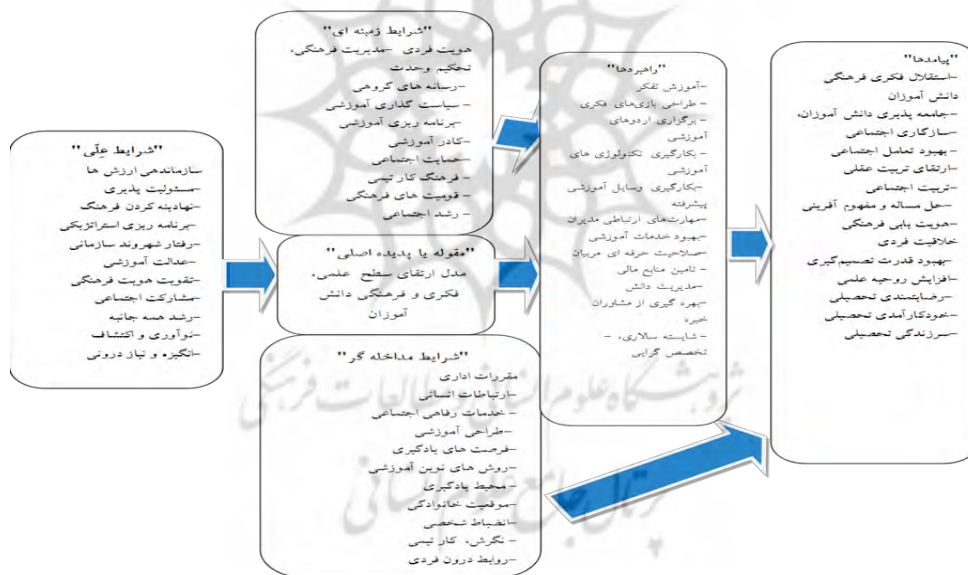 "شرایط علّی"
سازماندهی ارزش ها
-مسئولیت پذیری
-نهادینه کردن فرهنگ
-برنامه ریزی استراتژیکی
-رفتار شهروند سازمانی
-عدالت آموزشی
-تقویت هویت فرهنگی
-مشارکت اجتماعی
-رشد همه جانبه
-نوآوری و اکتشاف
-انگیزه و نیاز درونی
"شرایط زمینه ای"
هویت فردی -مدیریت فرهنگی،
تحکیم وحدت
-رسانه های گروهی
- سیاست گذاری آموزشی
-برنامه ریزی آموزشی
-کادر آموزشی
-حمایت اجتماعی
-فرهنگ کار تیمی
-قومیت های فرهنگی
- رشد اجتماعی
"مقوله یا پدیده اصلی"
مدل ارتقای سطح علمی،
فکری و فرهنگی دانش
آموزان
"شرایط مداخله گر"
مقررات اداری
-ارتباطات انسانی
- خدمات رفاهی اجتماعی
-طراحی آموزشی
-فرصت های یادگیری
-روش های نوین آموزشی
- محیط یادگیری
-موقعیت خانوادگی
-انضباط شخصی
- نگرش، کار تیمی
-روابط درون فردی
"راهبردها"
-آموزش تفکر
- طراحی بازی‌های فکری
- برگزاری اردوهای
آموزشی
- بکارگیری تکنولوژی های
آموزشی
-بکارگیری وسایل آموزشی
پیشرفته
-مهارت‌های ارتباطی مدیران
-بهبود خدمات آموزشی
-صلاحیت حرفه ای مربیان
- تامین منابع مالی
-مدیریت دانش
-بهره گیری از مشاوران
خبره
- شایسته سالاری، -
تخصص گرایی
"پیامدها"
-استقلال فکری فرهنگی
دانش آموزان
-جامعه پذیری دانش آموزان،
-سازگاری اجتماعی
- بهبود تعامل اجتماعی
-ارتقای تربیت عقلی
-تربیت اجتماعی
-حل مساله و مفهوم آفرینی
-هویت یابی فرهنگی
خلاقیت فردی
-بهبود قدرت تصمیم‌گیری
-افزایش روحیه علمی
-رضایتمندی تحصیلی
-خودکارآمدی تحصیلی
-سرزندگی تحصیلی
پژوهشگاه علوم انسانی و مطالعات فرهنگی
پرتال جامع علوم انسانی